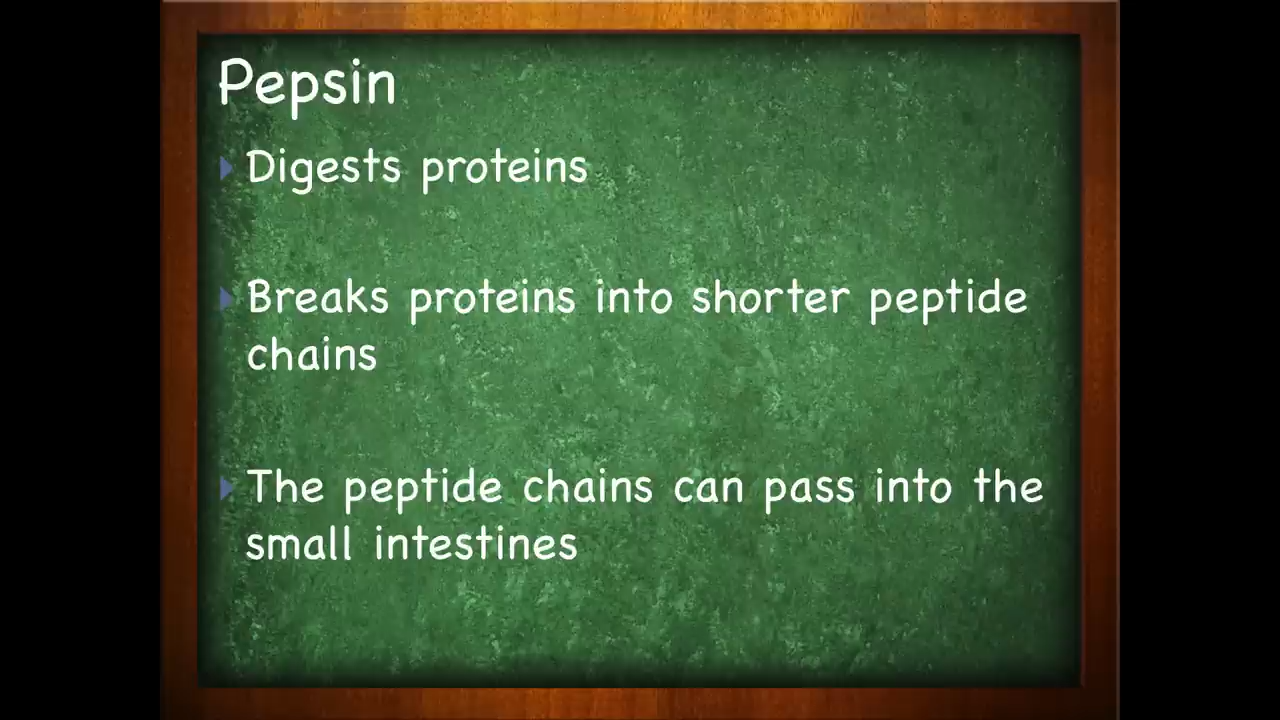 Pepsin
Digests proteins
Breaks proteins into shorter peptide
chains
The peptide chains can pass into the
small intestines